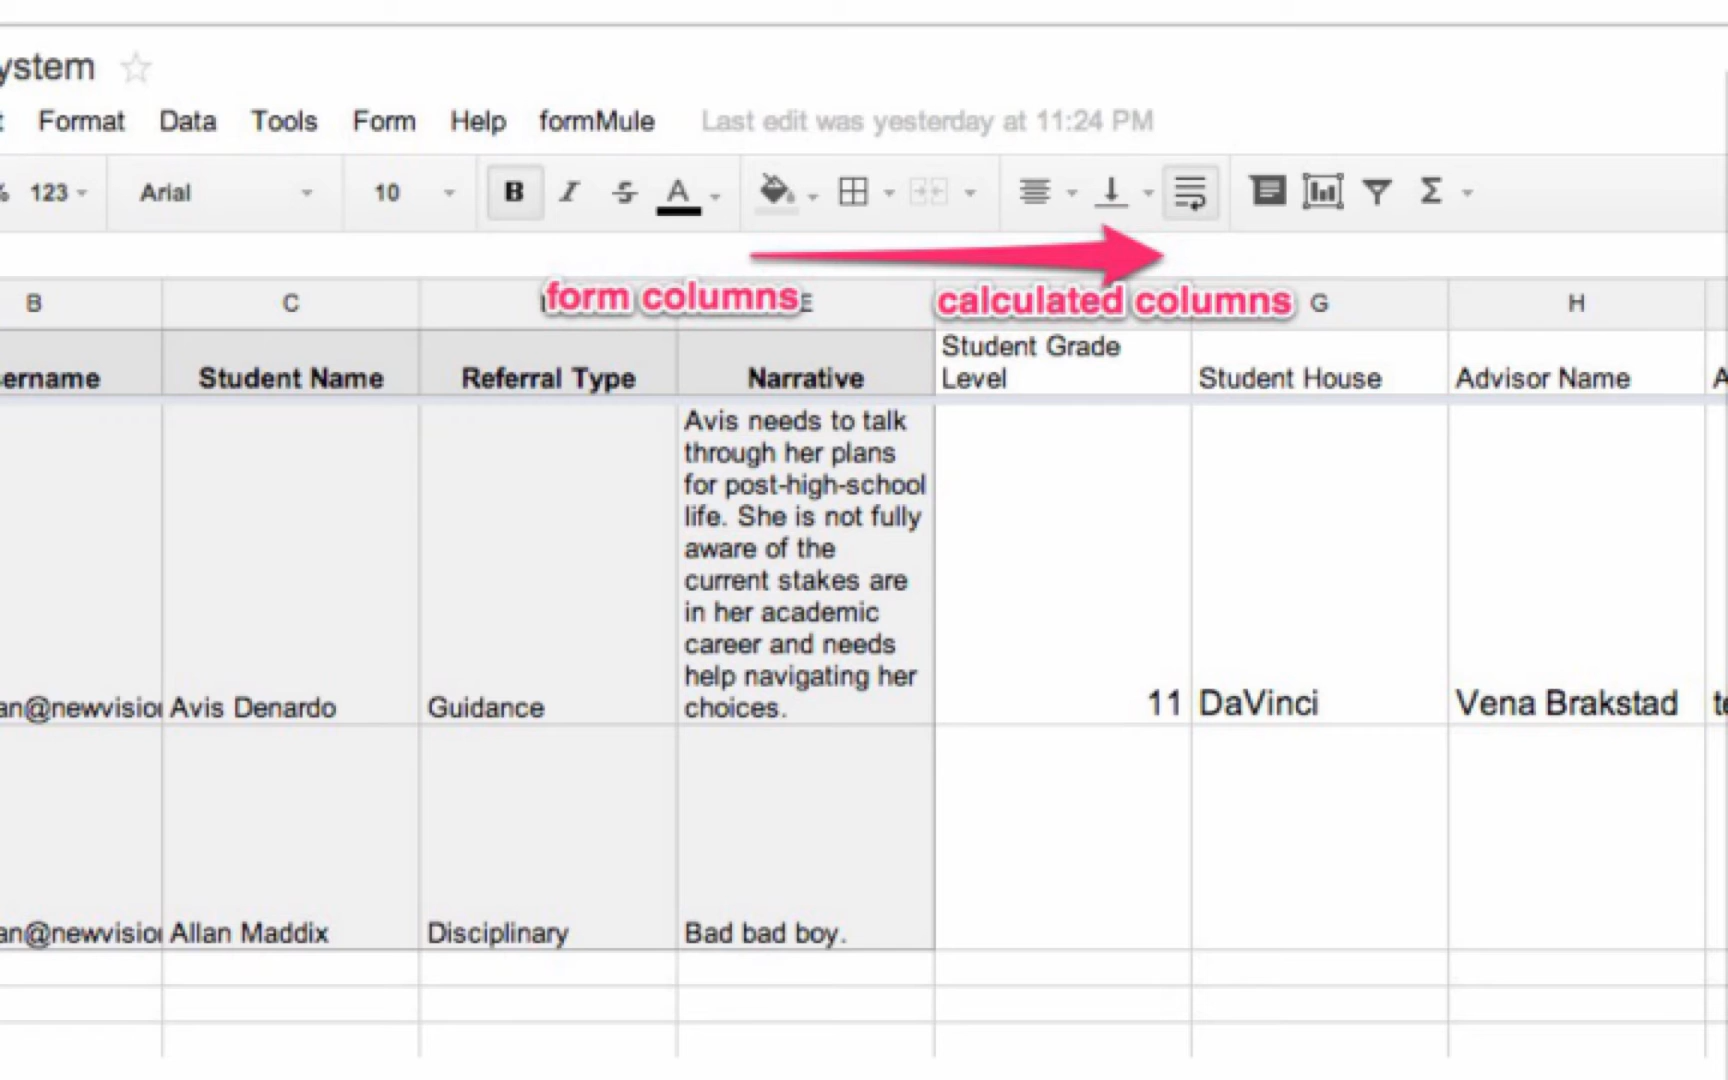 ystem
Format Data Tools Form Help formMule Last edit was yesterday at 11:24 PM
% 123 Arial 10 B I S A Σ
form columns calculated columns
B C E G H
ername Student Name Referral Type Narrative Student Grade Level Student House Advisor Name A
Avis needs to talk
through her plans
for post-high-school
life. She is not fully
aware of the
current stakes are
in her academic
career and needs
help navigating her
an@newvisio Avis Denardo Guidance choices. 11 DaVinci Vena Brakstad te
an@newvisio Allan Maddix Disciplinary Bad bad boy.